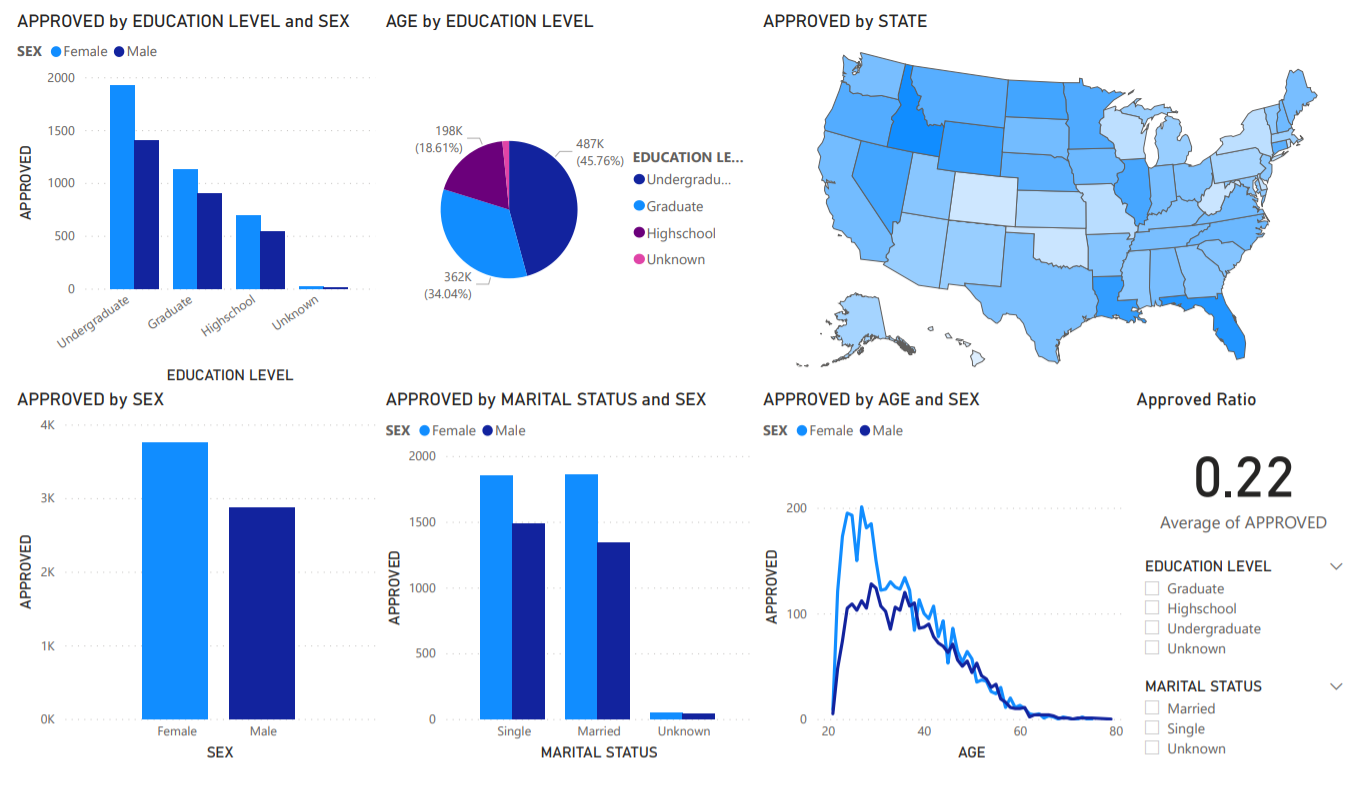 APPROVED by EDUCATION LEVEL and SEX
SEX Female Male
2000
1500
1000
500
0
APPROVED
Undergraduate
Graduate
Highschool
Unknown
EDUCATION LEVEL
AGE by EDUCATION LEVEL
198K
(18.61%)
487K
(45.76%)
362K
(34.04%)
EDUCATION LE...
Undergradu...
Graduate
Highschool
Unknown
APPROVED by STATE
APPROVED by SEX
4K
3K
2K
1K
0K
APPROVED
Female Male
SEX
APPROVED by MARITAL STATUS and SEX
SEX Female Male
2000
1500
1000
500
0
APPROVED
Single Married Unknown
MARITAL STATUS
APPROVED by AGE and SEX
SEX Female Male
200
100
0
APPROVED
20 40 60 80
AGE
Approved Ratio
0.22
Average of APPROVED
EDUCATION LEVEL
Graduate
Highschool
Undergraduate
Unknown
MARITAL STATUS
Married
Single
Unknown